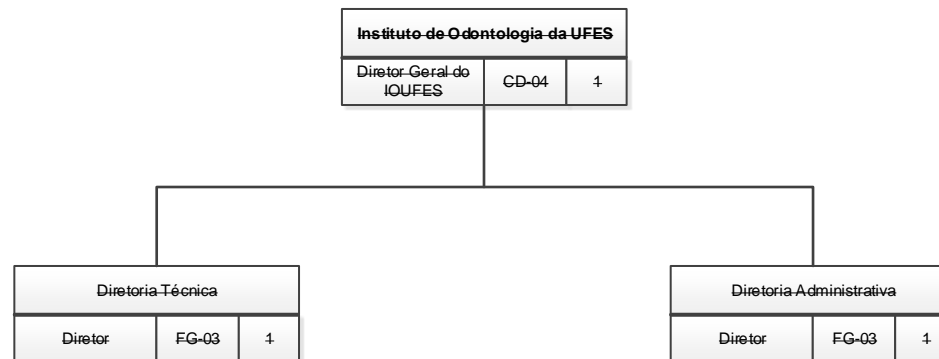 Instituto de Odontologia da UFES
Diretor Geral do
IOUFES
CD-04
1
Diretoria Técnica
Diretor
FG-03
1
Diretoria Administrativa
Diretor
FG-03
1